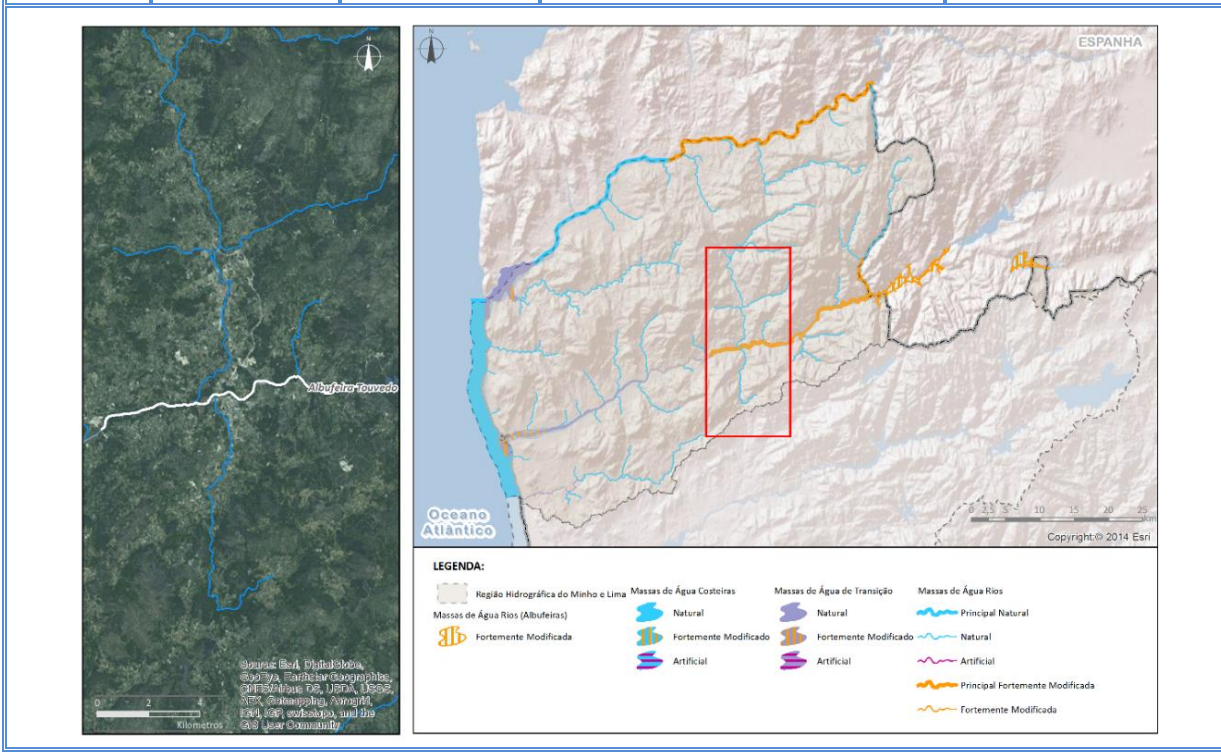 Albufeira Touvedo
Source: Esri, DigitalGlobe,
GeoEye, Earthstar Geographics,
CNES/Airbus DS, USDA, USGS,
AEX, Getmapping, Aerogrid,
IGN, IGP, swisstopo, and the
GIS User Community
0 2 4
Kilometros
ESPANHA
Oceano
Atlântico
0 2,5 5 10 15 20 25
km
Copyright:© 2014 Esri
LEGENDA:
Região Hidrográfica do Minho e Lima
Massas de Água Rios (Albufeiras)
Fortemente Modificada
Massas de Água Costeiras
Natural
Fortemente Modificado
Artificial
Massas de Água de Transição
Natural
Fortemente Modificado
Artificial
Massas de Água Rios
Principal Natural
Natural
Artificial
Principal Fortemente Modificada
Fortemente Modificada